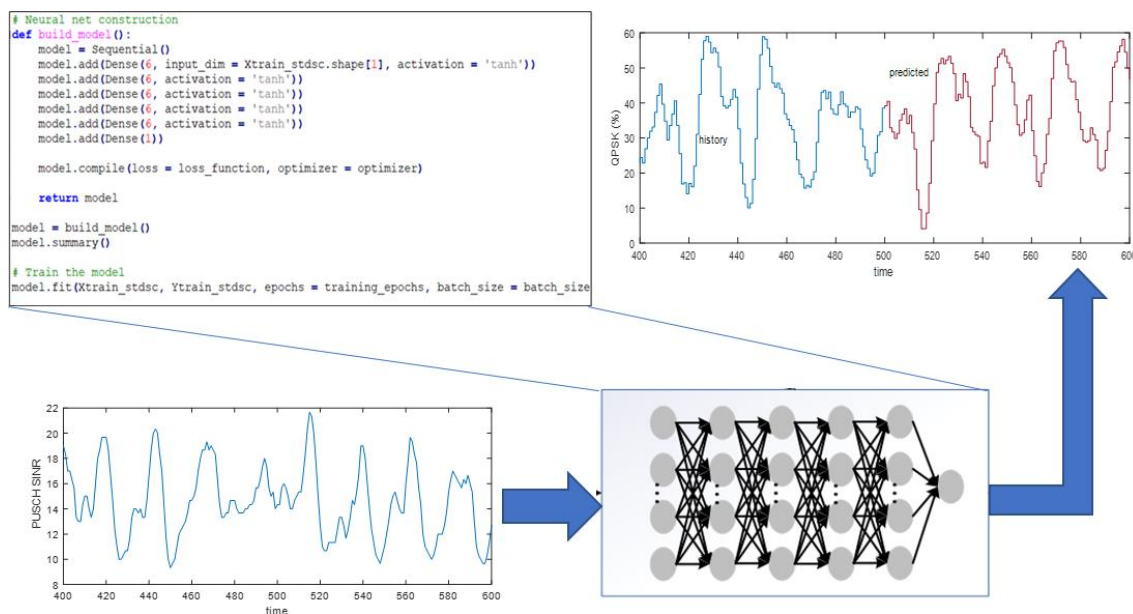 # Neural net construction
def build_model():
    model = Sequential()
    model.add(Dense(6, input_dim = Xtrain_stdsc.shape[1], activation = 'tanh'))
    model.add(Dense(6, activation = 'tanh'))
    model.add(Dense(6, activation = 'tanh'))
    model.add(Dense(6, activation = 'tanh'))
    model.add(Dense(6, activation = 'tanh'))
    model.add(Dense(1))
    model.compile(loss = loss_function, optimizer = optimizer)
    return model
model = build_model()
model.summary()
# Train the model
model.fit(Xtrain_stdsc, Ytrain_stdsc, epochs = training_epochs, batch_size = batch_size
60
50
40
30
20
10
0
QPSK (%)
history
predicted
400 420 440 460 480 500 520 540 560 580 600
time
22
20
18
16
14
12
10
8
PUSCH SINR
400 420 440 460 480 500 520 540 560 580 600
time